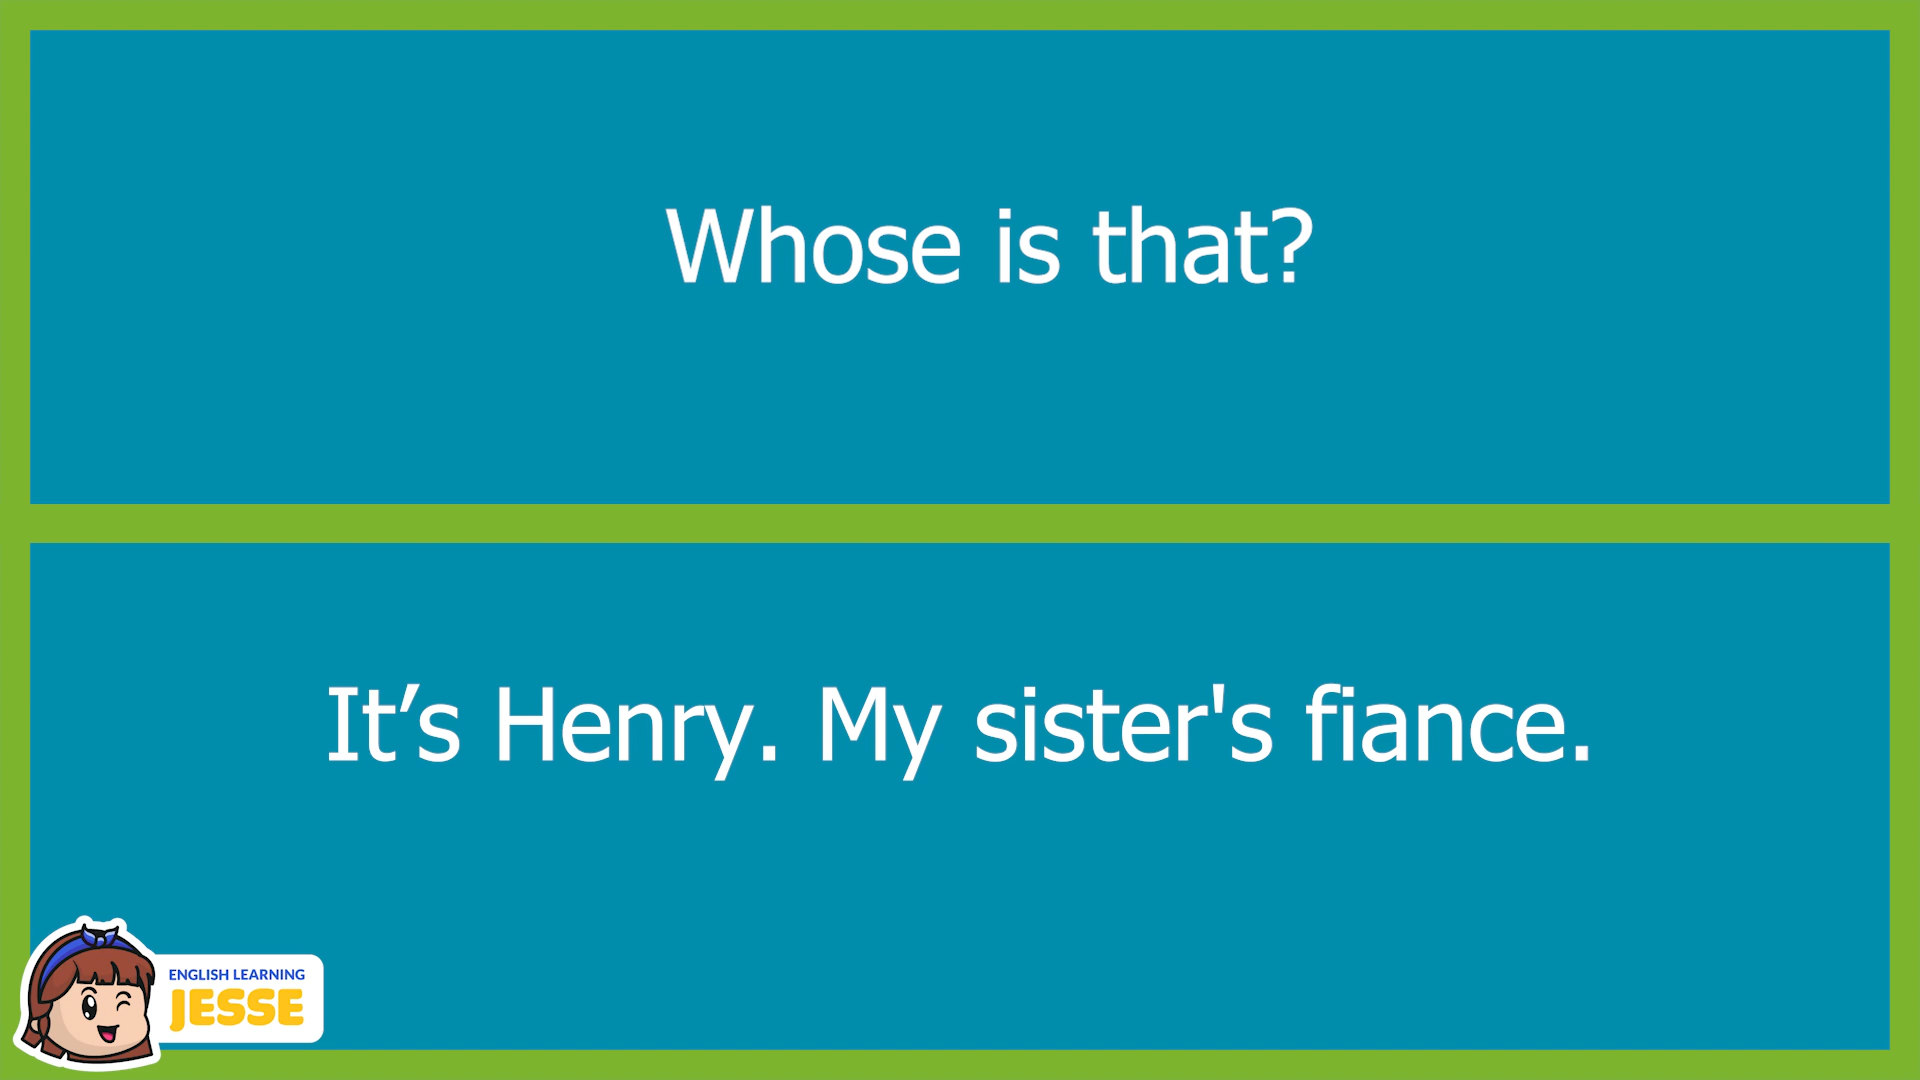 Whose is that?
It’s Henry. My sister's fiance.
ENGLISH LEARNING
JESSE